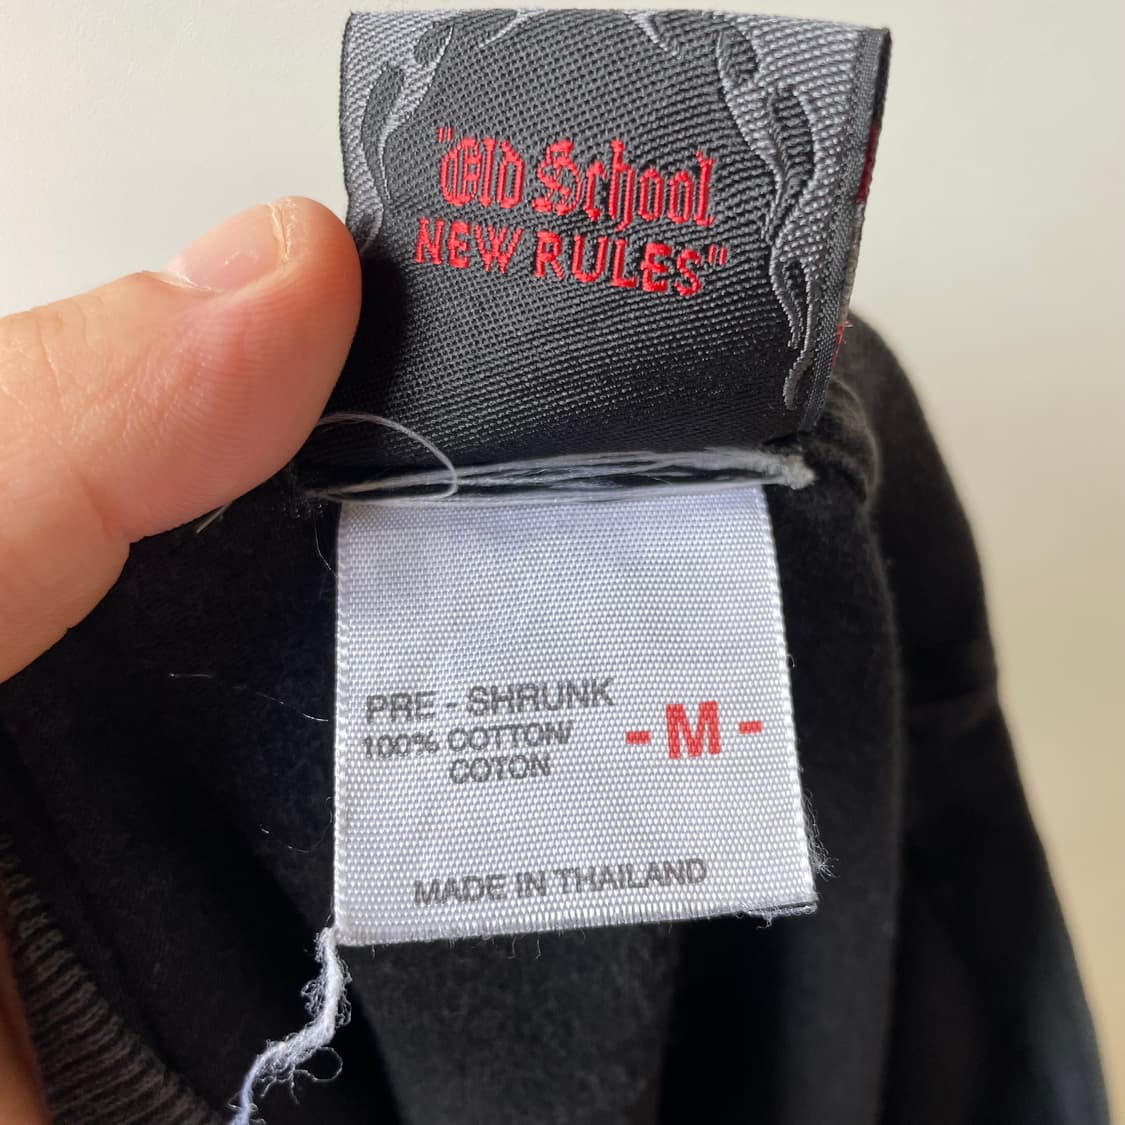 "Old School
NEW RULES"
PRE - SHRUNK
100% COTTON/
COTON
- M -
MADE IN THAILAND